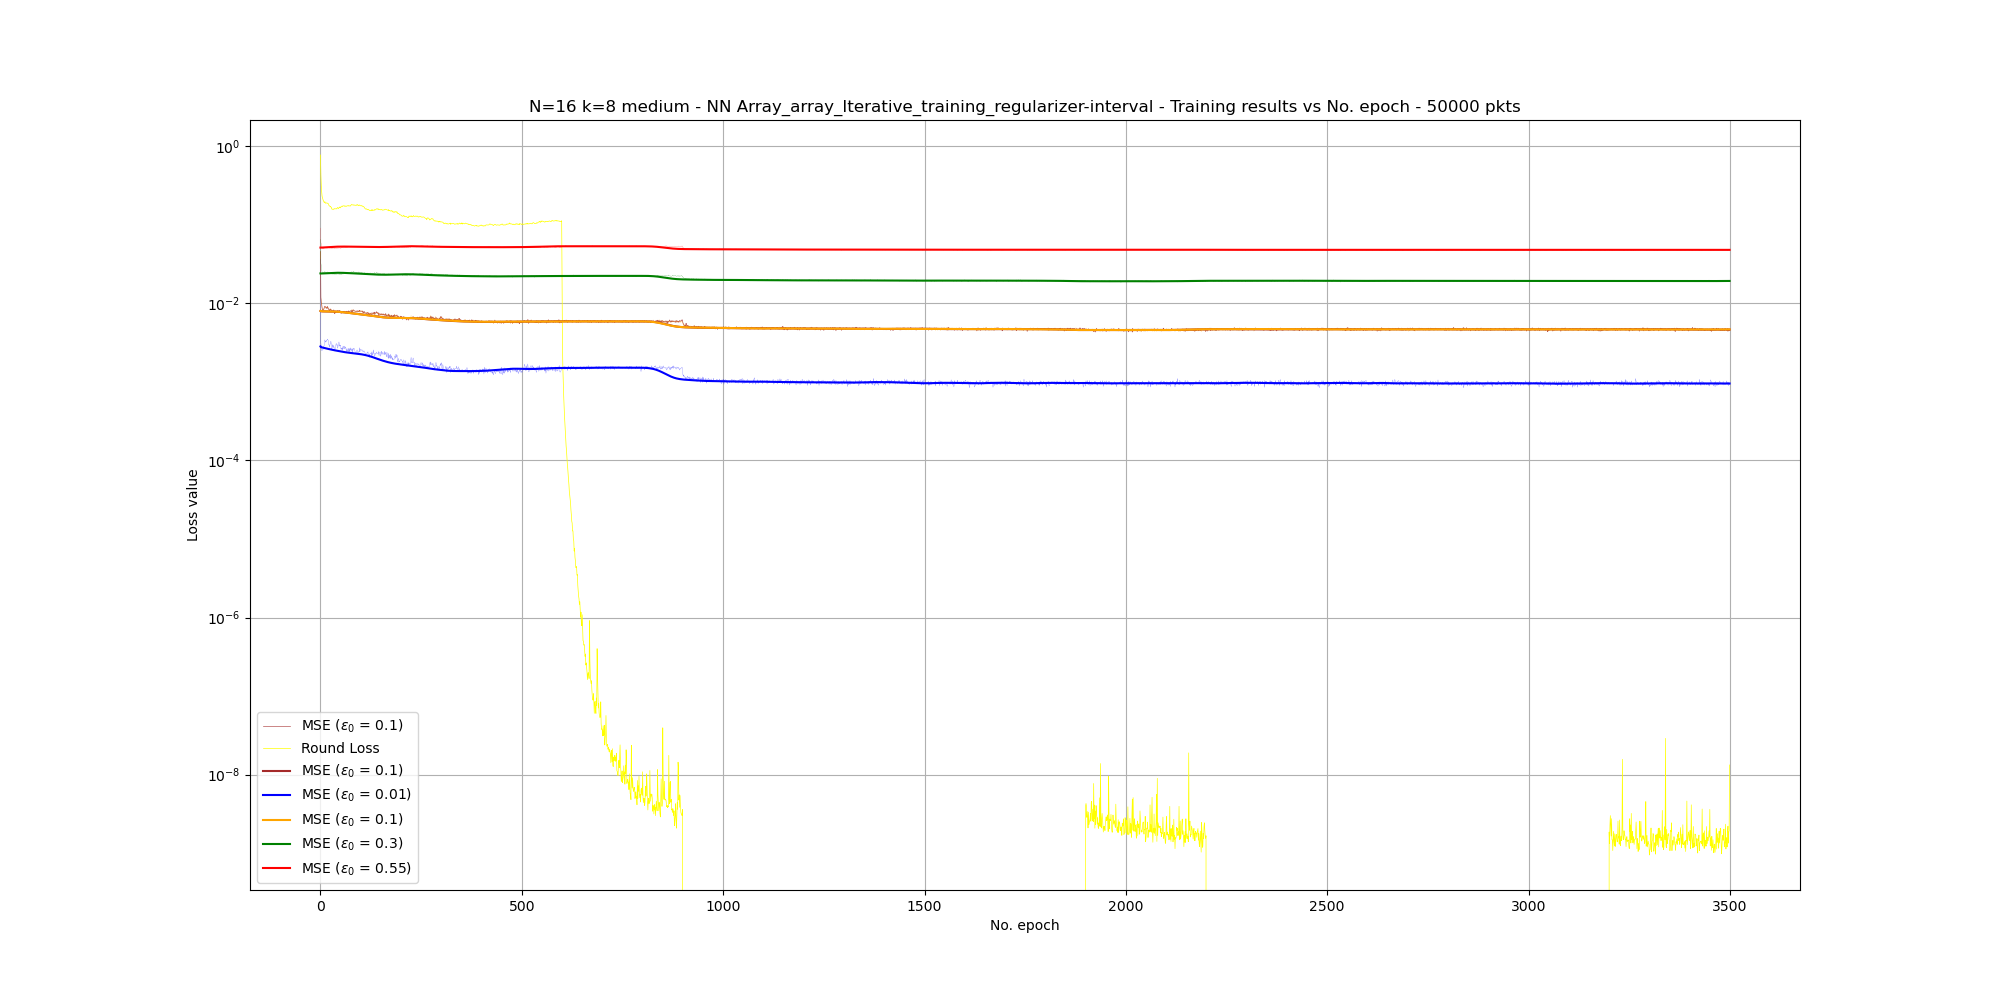 N=16 k=8 medium - NN Array_array_Iterative_training_regularizer-interval - Training results vs No. epoch - 50000 pkts
Loss value
10⁰
10⁻²
10⁻⁴
10⁻⁶
10⁻⁸
MSE (ε₀ = 0.1)
Round Loss
MSE (ε₀ = 0.1)
MSE (ε₀ = 0.01)
MSE (ε₀ = 0.1)
MSE (ε₀ = 0.3)
MSE (ε₀ = 0.55)
0 500 1000 1500 2000 2500 3000 3500
No. epoch